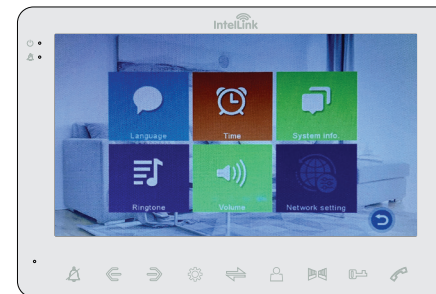 IntelLink
Language
Time
System info.
Ringtone
Volume
Network setting